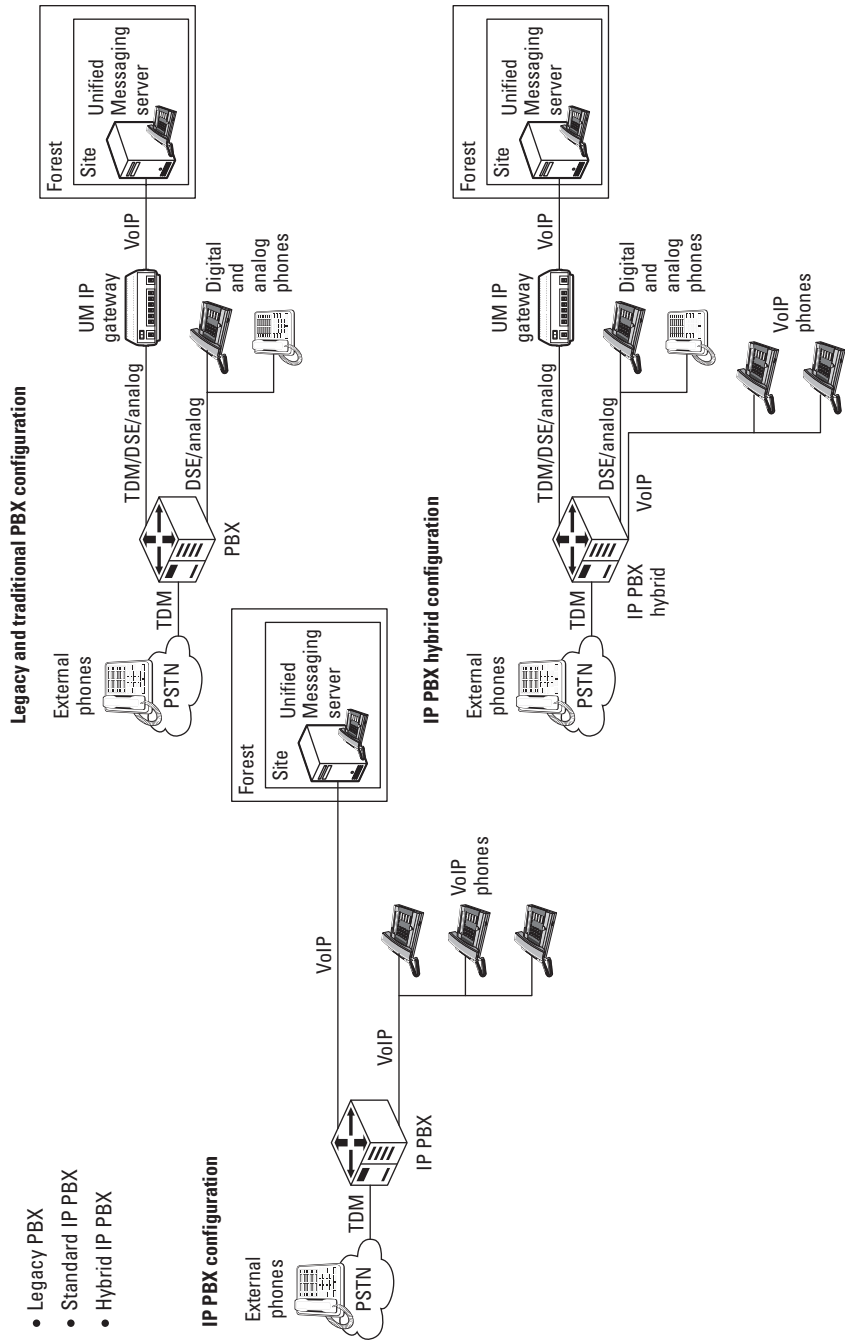 • Legacy PBX
• Standard IP PBX
• Hybrid IP PBX
IP PBX configuration
External
phones
PSTN
TDM
IP PBX
VoIP
VoIP
VoIP
phones
Forest
Site
Unified
Messaging
server
Legacy and traditional PBX configuration
External
phones
PSTN
TDM
PBX
TDM/DSE/analog
DSE/analog
UM IP
gateway
VoIP
Digital
and
analog
phones
Forest
Site
Unified
Messaging
server
IP PBX hybrid configuration
External
phones
PSTN
TDM
IP PBX
hybrid
TDM/DSE/analog
DSE/analog
VoIP
UM IP
gateway
VoIP
Digital
and
analog
phones
VoIP
phones
Forest
Site
Unified
Messaging
server